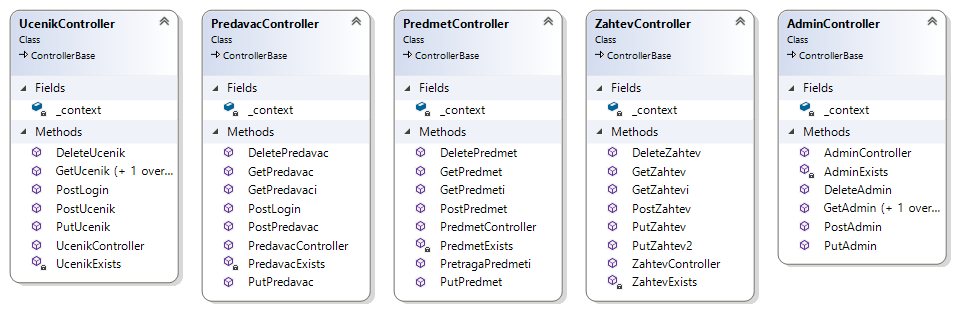 UcenikController
Class
ControllerBase
Fields
_context
Methods
DeleteUcenik
GetUcenik (+ 1 over...
PostLogin
PostUcenik
PutUcenik
UcenikController
UcenikExists
PredavacController
Class
ControllerBase
Fields
_context
Methods
DeletePredavac
GetPredavac
GetPredavaci
PostLogin
PostPredavac
PredavacController
PredavacExists
PutPredavac
PredmetController
Class
ControllerBase
Fields
_context
Methods
DeletePredmet
GetPredmet
GetPredmeti
PostPredmet
PredmetController
PredmetExists
PretragaPredmeti
PutPredmet
ZahtevController
Class
ControllerBase
Fields
_context
Methods
DeleteZahtev
GetZahtev
GetZahtevi
PostZahtev
PutZahtev
PutZahtev2
ZahtevController
ZahtevExists
AdminController
Class
ControllerBase
Fields
_context
Methods
AdminController
AdminExists
DeleteAdmin
GetAdmin (+ 1 over...
PostAdmin
PutAdmin